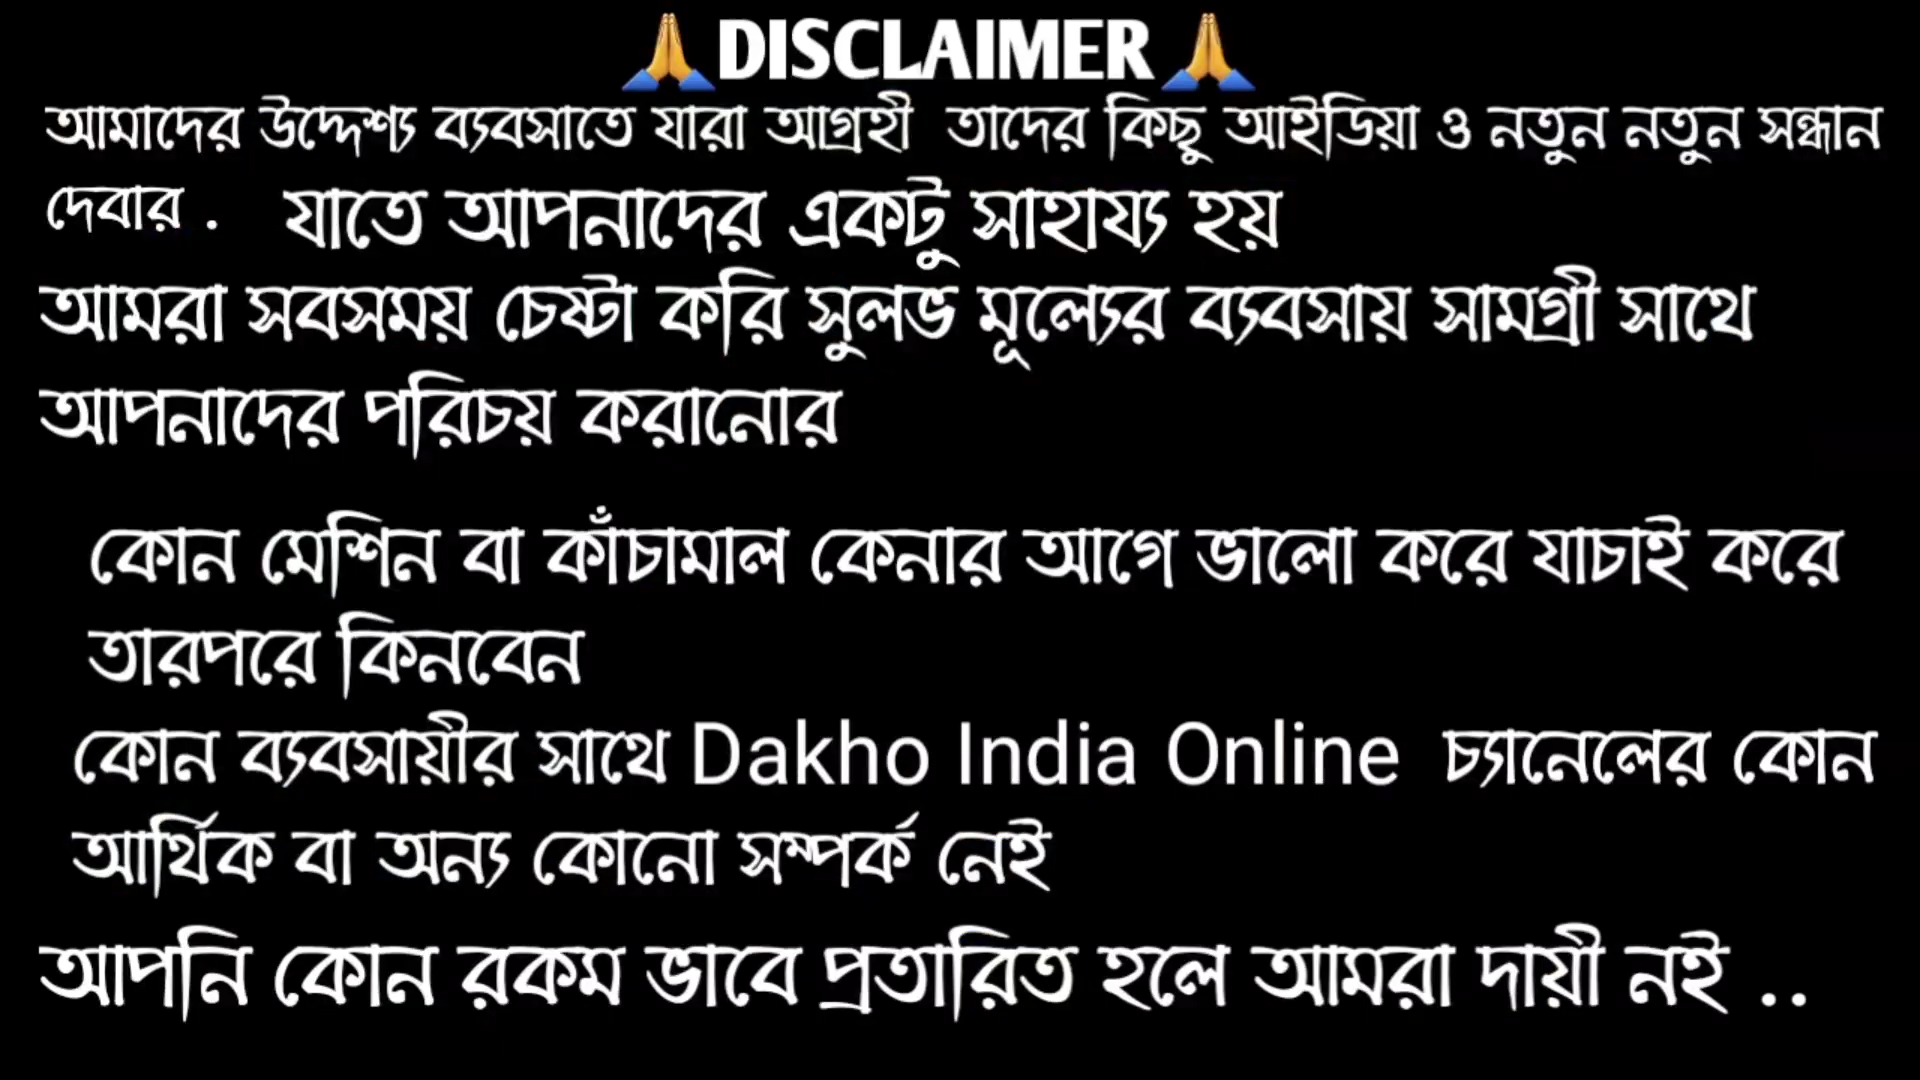 🙏DISCLAIMER🙏
আমাদের উদ্দেশ্য ব্যবসাতে যারা আগ্রহী তাদের কিছু আইডিয়া ও নতুন নতুন সন্ধান
দেবার . যাতে আপনাদের একটু সাহায্য হয়
আমরা সবসময় চেষ্টা করি সুলভ মূল্যের ব্যবসায় সামগ্রী সাথে
আপনাদের পরিচয় করানোর
কোন মেশিন বা কাঁচামাল কেনার আগে ভালো করে যাচাই করে
তারপরে কিনবেন
কোন ব্যবসায়ীর সাথে Dakho India Online চ্যানেলের কোন
আর্থিক বা অন্য কোনো সম্পর্ক নেই
আপনি কোন রকম ভাবে প্রতারিত হলে আমরা দায়ী নই ..